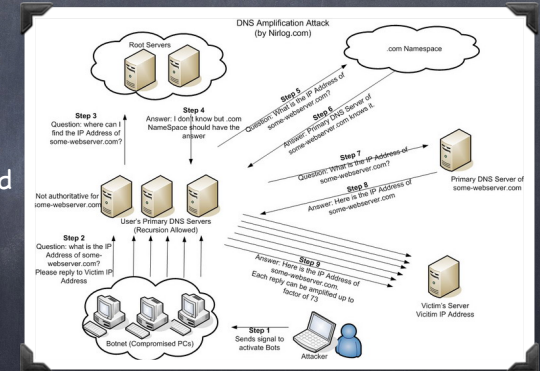 DNS Amplification Attack
(by Nirlog.com)
Root Servers
.com Namespace
Step 3
Question: where can I
find the IP Address of
some-webserver.com?
Step 4
Answer: I don't know but .com
NameSpace should have the
answer
Step 5
Question: What is the IP Address of
some-webserver.com?
Step 6
Answer: Primary DNS Server of
some-webserver.com knows it.
Step 7
Question: What is the IP Address of
some-webserver.com?
Step 8
Answer: Here is the IP Address of
some-webserver.com
Primary DNS Server of
some-webserver.com
Not authoritative for
some-webserver.com
User's Primary DNS Servers
(Recursion Allowed)
Step 2
Question: what is the IP
Address of some-
webserver.com?
Please reply to Victim IP
Address
Step 9
Answer: Here is the IP Address of
some-webserver.com.
Each reply can be amplified up to
factor of 73
Victim's Server
Vicitim IP Address
Botnet (Compromised PCs)
Step 1
Sends signal to
activate Bots
Attacker